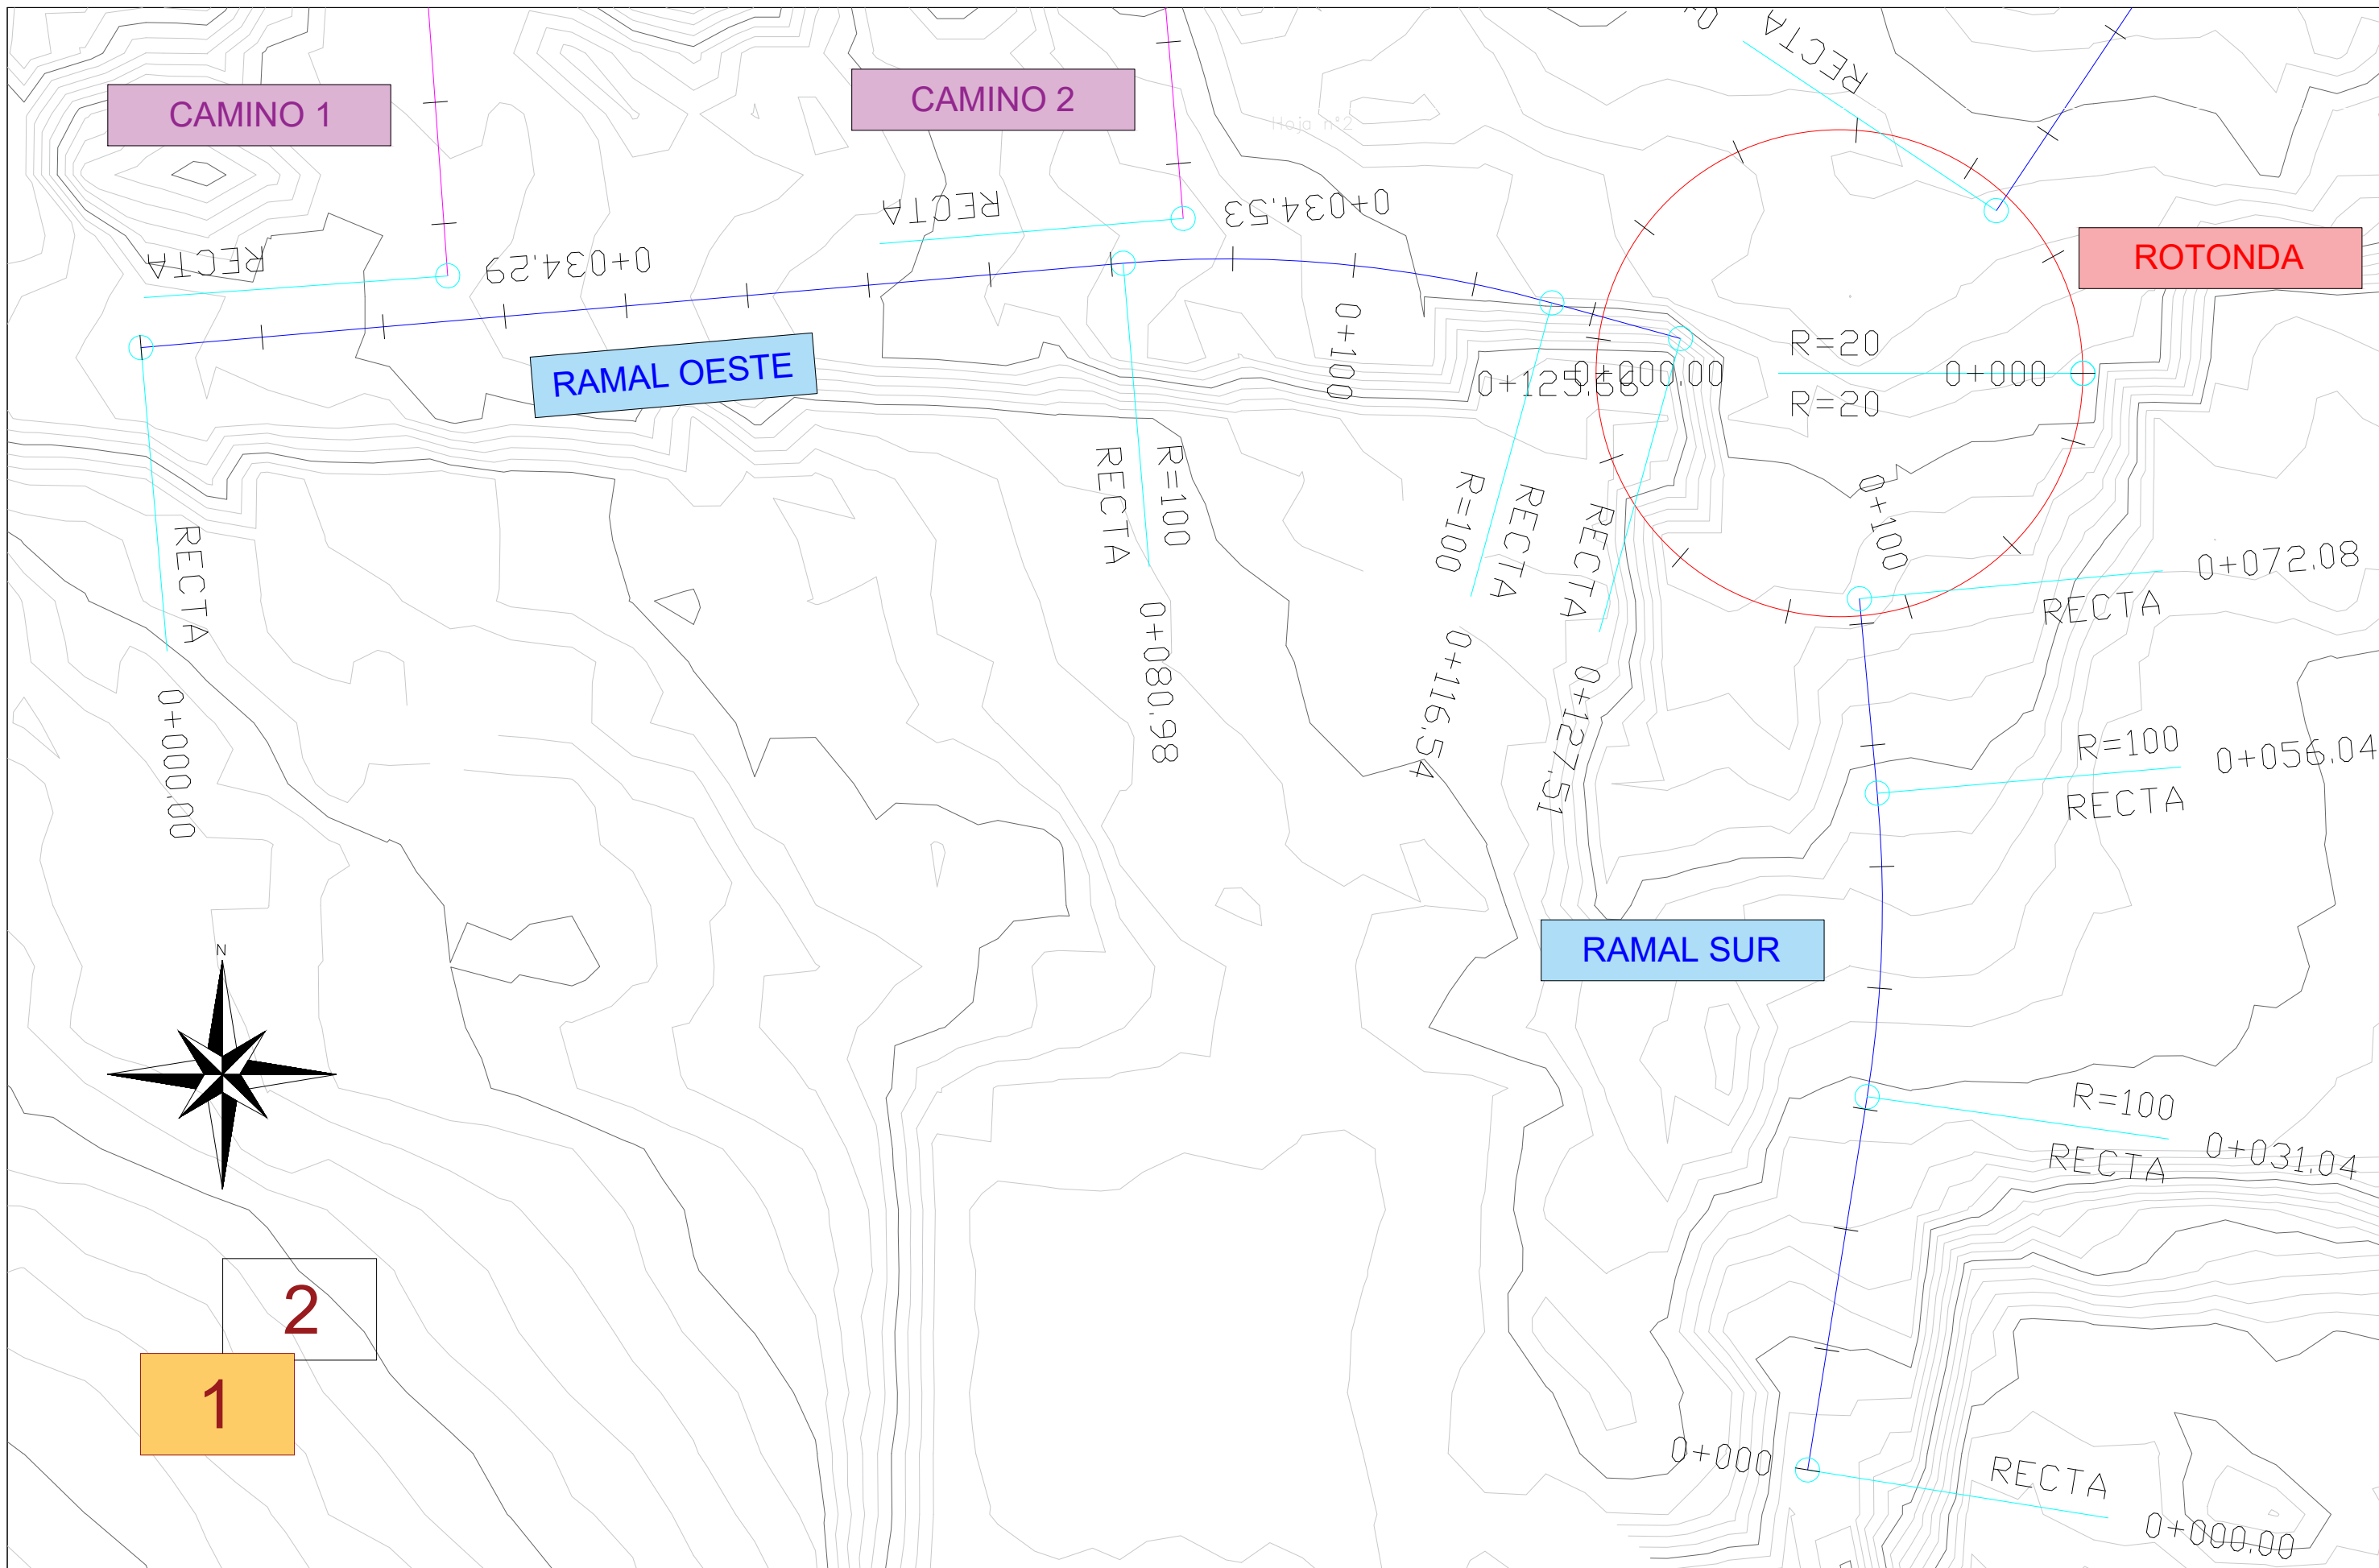 RECTA
CAMINO 1
CAMINO 2
Hoja nº2
RECTA
0+034.53
ROTONDA
RECTA
0+034.29
0+100
RAMAL OESTE
R=20
0+000
R=20
0+125.66
0+000.00
RECTA
R=100
R=100
RECTA
RECTA
0+100
RECTA
0+072.08
RECTA
0+000.00
0+080.98
0+116.54
0+127.51
R=100
0+056.04
RECTA
RAMAL SUR
N
R=100
RECTA
0+031.04
2
1
0+000
RECTA
0+000.00